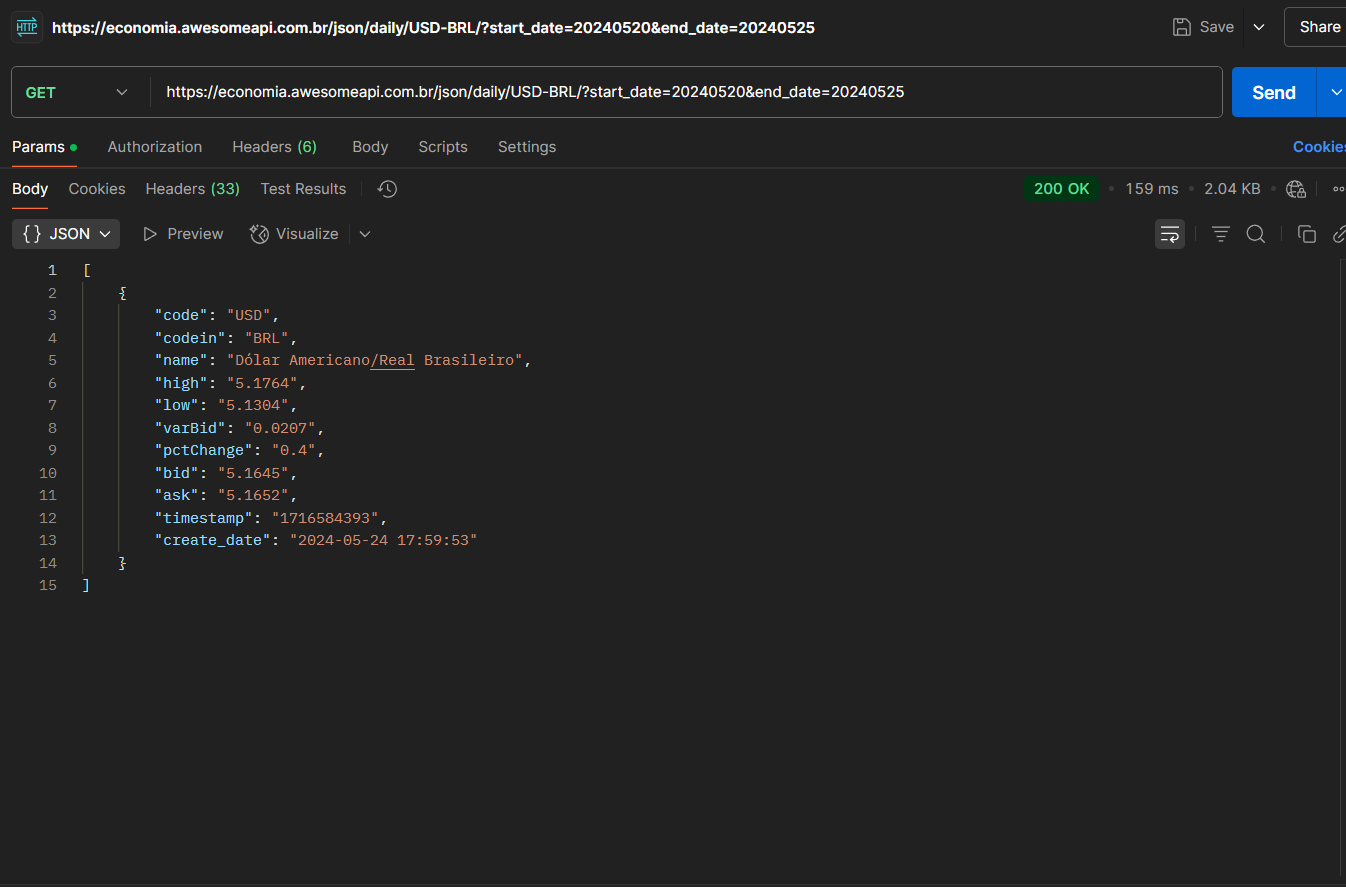 HTTP https://economia.awesomeapi.com.br/json/daily/USD-BRL/?start_date=20240520&end_date=20240525 Save Share
GET https://economia.awesomeapi.com.br/json/daily/USD-BRL/?start_date=20240520&end_date=20240525 Send
Params Authorization Headers (6) Body Scripts Settings Cookies
Body Cookies Headers (33) Test Results 200 OK • 159 ms • 2.04 KB •
{} JSON Preview Visualize
1 [
2 {
3 "code": "USD",
4 "codein": "BRL",
5 "name": "Dólar Americano/Real Brasileiro",
6 "high": "5.1764",
7 "low": "5.1304",
8 "varBid": "0.0207",
9 "pctChange": "0.4",
10 "bid": "5.1645",
11 "ask": "5.1652",
12 "timestamp": "1716584393",
13 "create_date": "2024-05-24 17:59:53"
14 }
15 ]